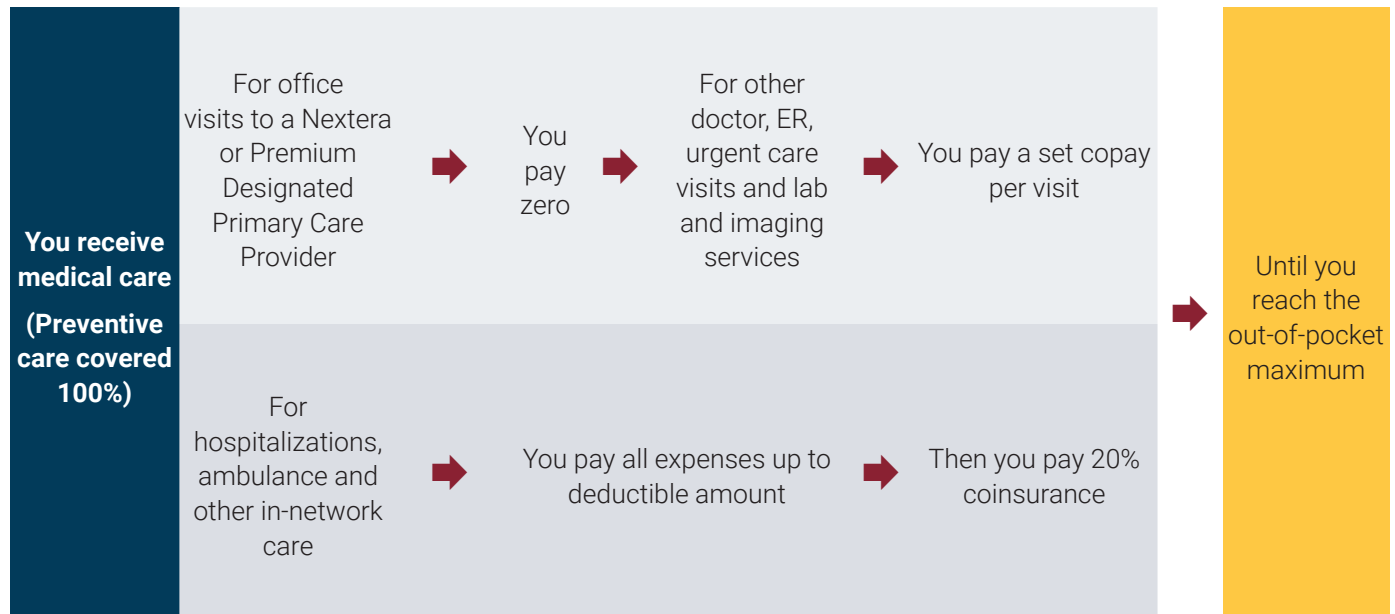 You receive
medical care
(Preventive
care covered
100%)
For office
visits to a Nextera
or Premium
Designated
Primary Care
Provider
You
pay
zero
For other
doctor, ER,
urgent care
visits and lab
and imaging
services
You pay a set copay
per visit
For
hospitalizations,
ambulance and
other in-network
care
You pay all expenses up to
deductible amount
Then you pay 20%
coinsurance
Until you
reach the
out-of-pocket
maximum